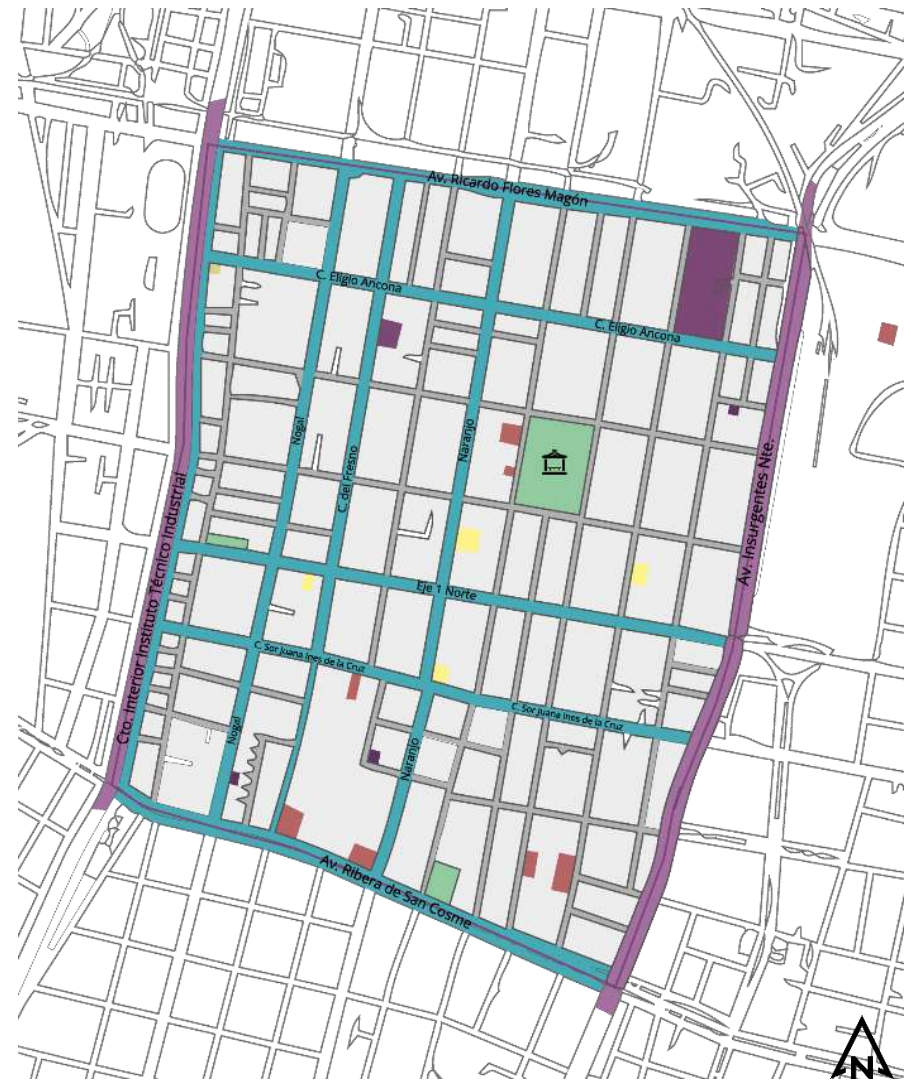 Av. Ricardo Flores Magón
C. Eligio Ancona
C. Eligio Ancona
Nogal
C. del Fresno
Naranjo
Av. Insurgentes Nte.
Cto. Interior Instituto Técnico Industrial
Eje 1 Norte
C. Sor Juana Ines de la Cruz
C. Sor Juana Ines de la Cruz
Nogal
Naranjo
Av. Ribera de San Cosme
N